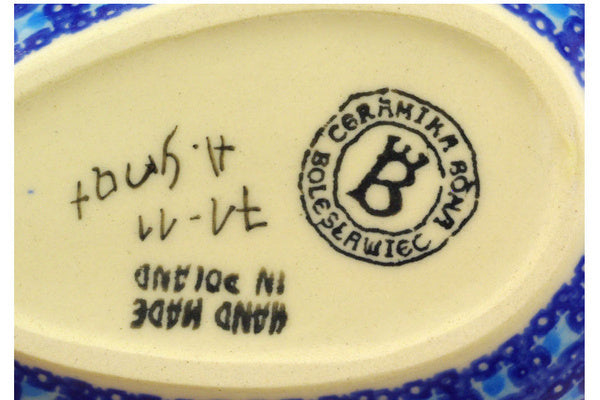 CERAMIKA BONA
BOLESŁAWIEC
B
HAND MADE
IN POLAND